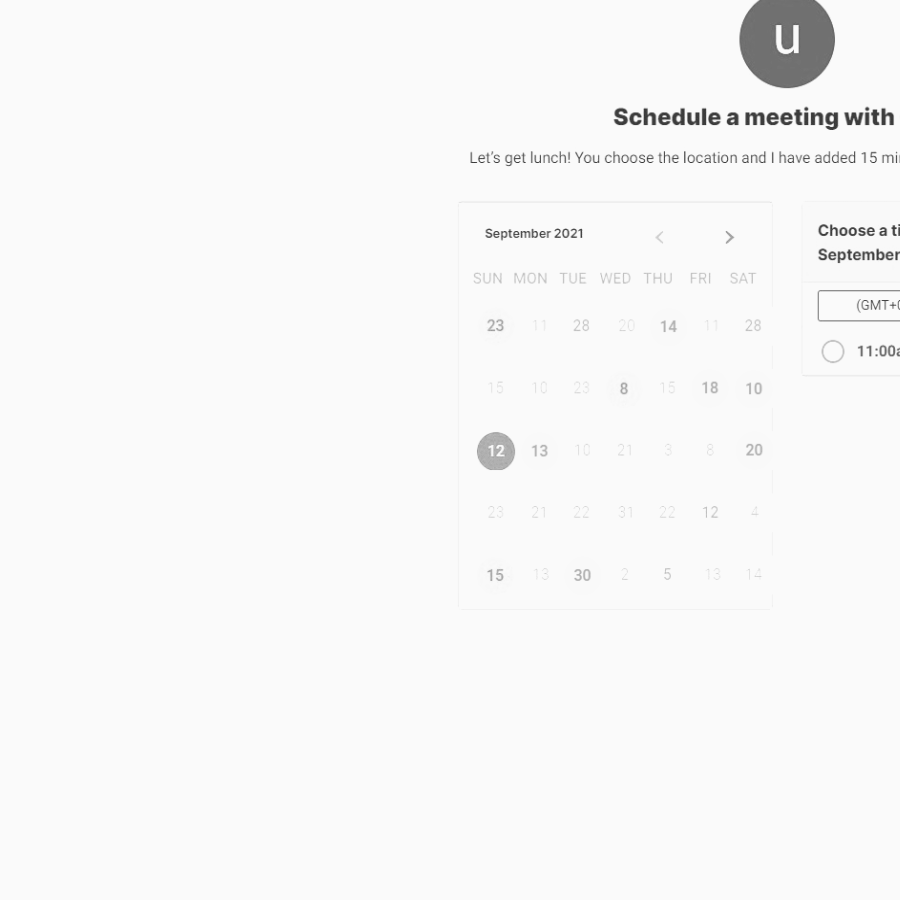 u
Schedule a meeting with
Let's get lunch! You choose the location and I have added 15
September 2021
SUN MON TUE WED THU FRI SAT
23 11 28 20 14 11 28
15 10 23 8 15 18 10
12 13 10 21 3 8 20
23 21 22 31 22 12 4
15 13 30 2 5 13 14
Choose a
September
(GMT+
11:00